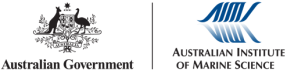 Australian Government
AIMS
AUSTRALIAN INSTITUTE
OF MARINE SCIENCE